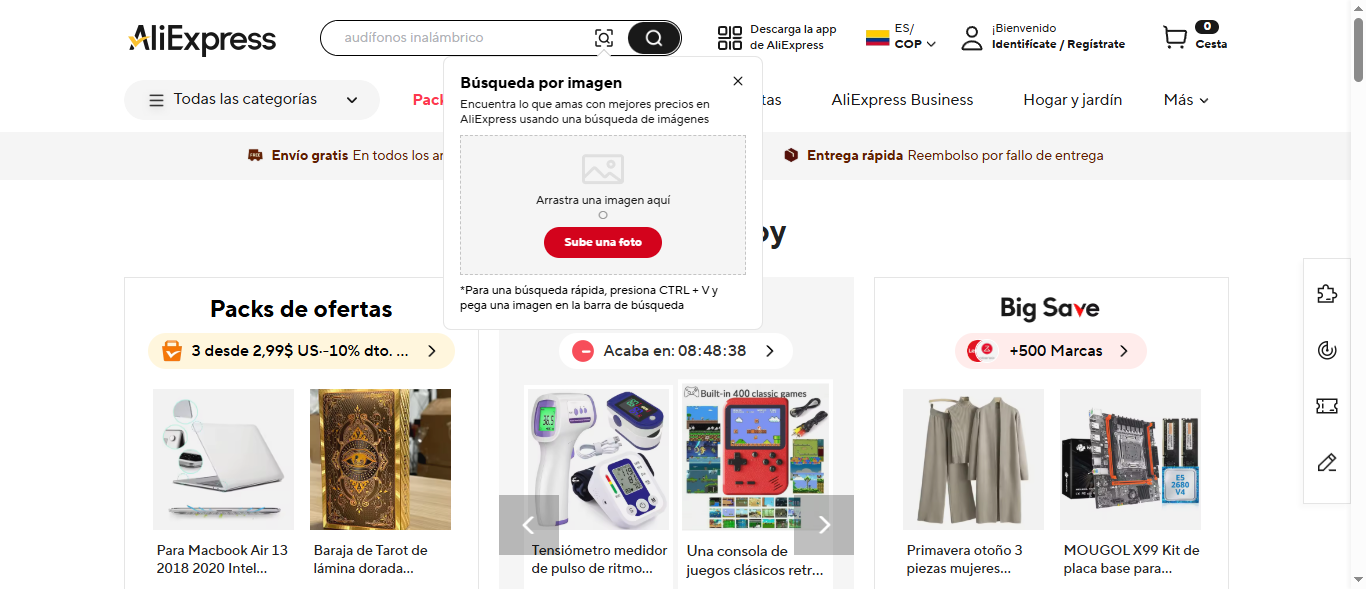 AliExpress
audífonos inalámbrico
Descarga la app
de AliExpress
ES/
COP
¡Bienvenido
Identifícate / Regístrate
0
Cesta
Todas las categorías
AliExpress Business
Hogar y jardín
Más
Búsqueda por imagen
Encuentra lo que amas con mejores precios en
AliExpress usando una búsqueda de imágenes
Arrastra una imagen aquí
O
Sube una foto
*Para una búsqueda rápida, presiona CTRL + V y
pega una imagen en la barra de búsqueda
Envío gratis En todos los
Entrega rápida Reembolso por fallo de entrega
Packs de ofertas
3 desde 2,99$ US·-10% dto. ...
Acaba en: 08:48:38
Big Save
+500 Marcas
Built-in 400 classic games
E5
2680
V4
Para Macbook Air 13
2018 2020 Intel...
Baraja de Tarot de
lámina dorada...
Tensiómetro medidor
de pulso de ritmo...
Una consola de
juegos clásicos retr...
Primavera otoño 3
piezas mujeres...
MOUGOL X99 Kit de
placa base para...